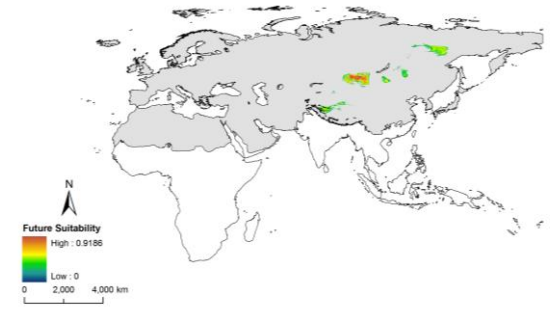 N
Future Suitability
High : 0.9186
Low : 0
0 2,000 4,000 km